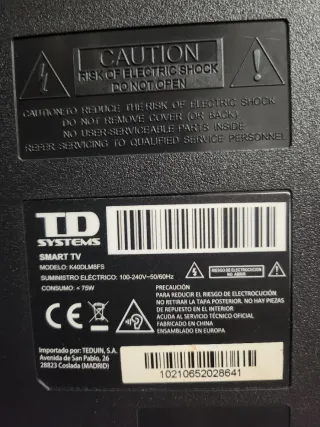 CAUTION
RISK OF ELECTRIC SHOCK
DO NOT OPEN
CAUTION:TO REDUCE THE RISK OF ELECTRIC SHOCK
DO NOT REMOVE COVER (OR BACK)
NO USER-SERVICEABLE PARTS INSIDE
REFER SERVICING TO QUALIFIED SERVICE PERSONNEL
TD
SYSTEMS
SMART TV
MODELO: K40DLM8FS
SUMINISTRO ELÉCTRICO: 100-240V~50/60Hz
CONSUMO: <75W
RIESGO DE ELECTROCUCION
NO ABRIR
PRECAUCIÓN
PARA REDUCIR EL RIESGO DE ELECTROCUCIÓN
NO RETIRAR LA TAPA POSTERIOR. NO HAY PIEZAS
DE REPUESTO EN EL INTERIOR
ACUDA AL SERVICIO TÉCNICO OFICIAL
CE
FABRICADO EN CHINA
ENSAMBLADO EN EUROPA
Importado por: TEDUIN, S.A.
Avenida de San Pablo, 26
28823 Coslada (MADRID)
10210652028641